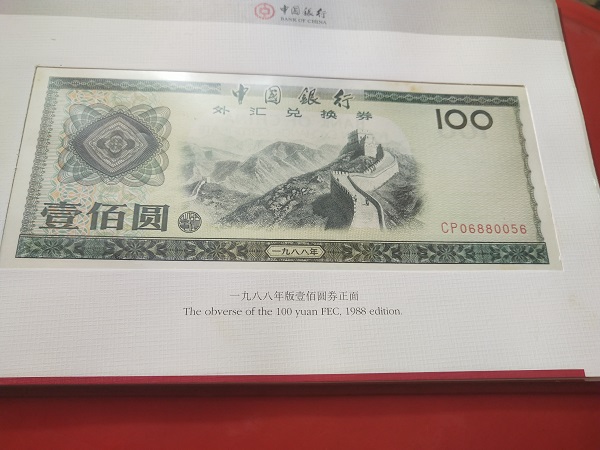 中国银行
BANK OF CHINA
中国银行
外汇兑换券
100
壹佰圆
CP06880056
一九八八年
一九八八年版壹佰圆券正面
The obverse of the 100 yuan FEC, 1988 edition.